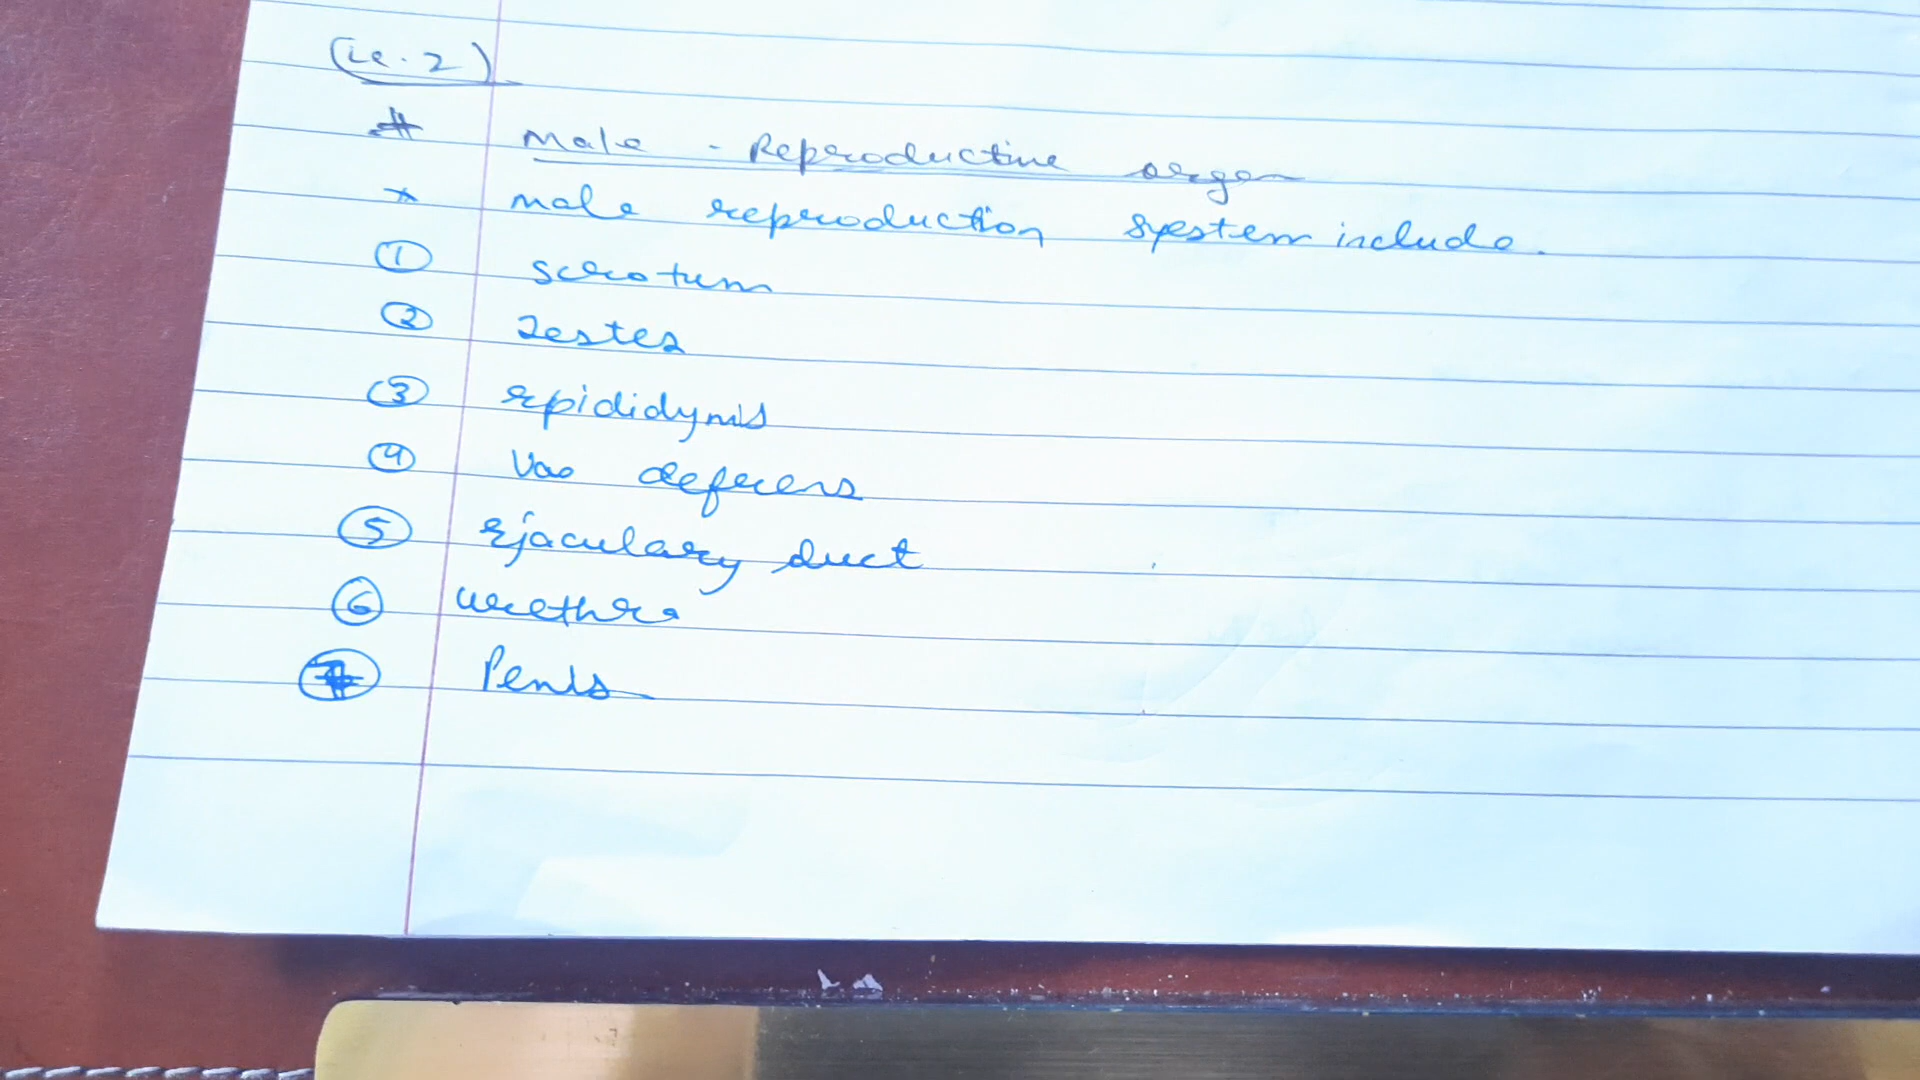 (Le. 2)
# Male - Reproductive organ
* male reproduction system include.
① scrotum
② Testes
③ epididymis
④ Vas deferens
⑤ ejaculary duct
⑥ urethra
⑦ Penis